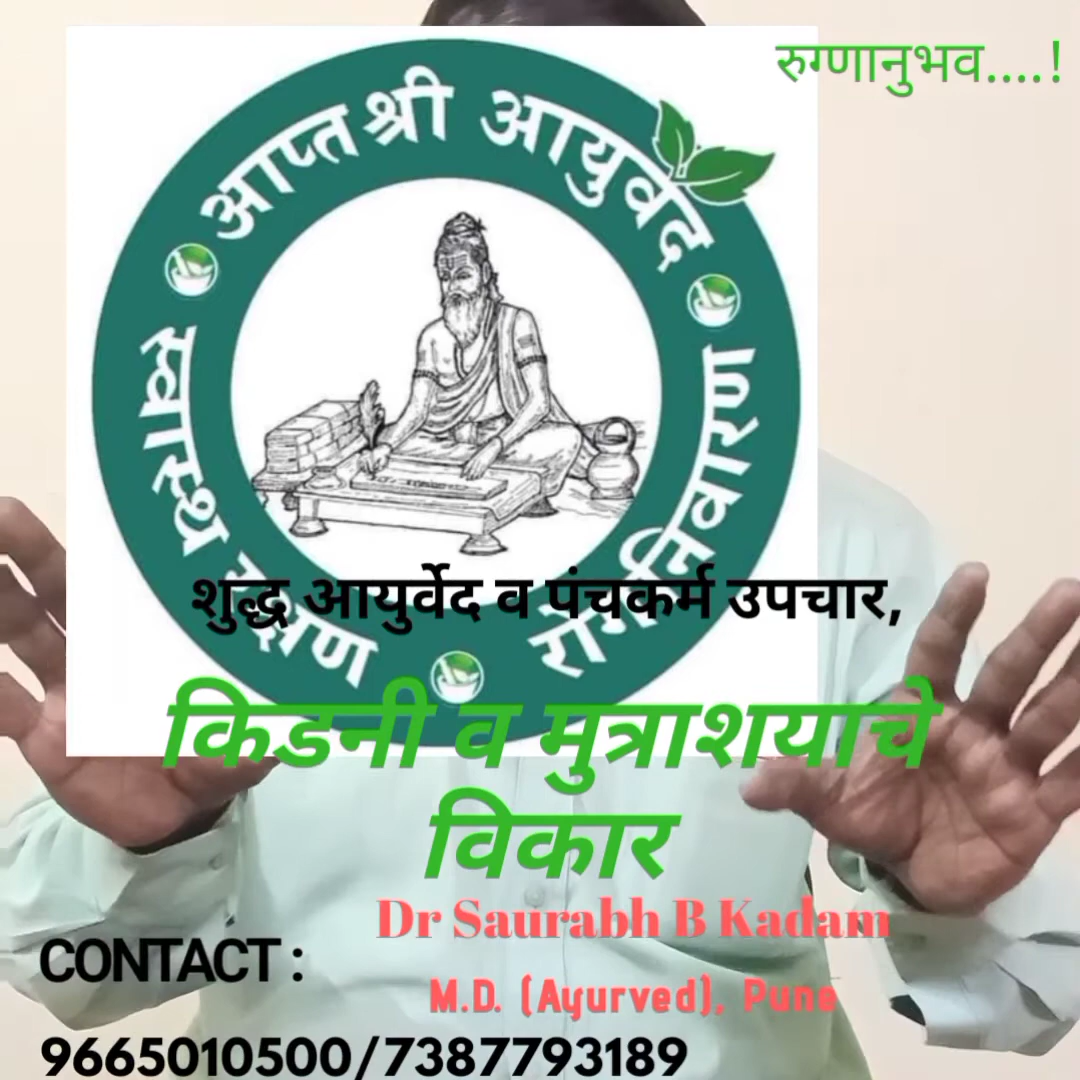 रुग्णानुभव....!
आप्तश्री आयुर्वेद
स्वास्थ रक्षण
रोगनिवारण
शुद्ध आयुर्वेद व पंचकर्म उपचार,
किडनी व मुत्राशयाचे
विकार
Dr Saurabh B Kadam
CONTACT :
M.D. (Ayurved), Pune
9665010500/7387793189